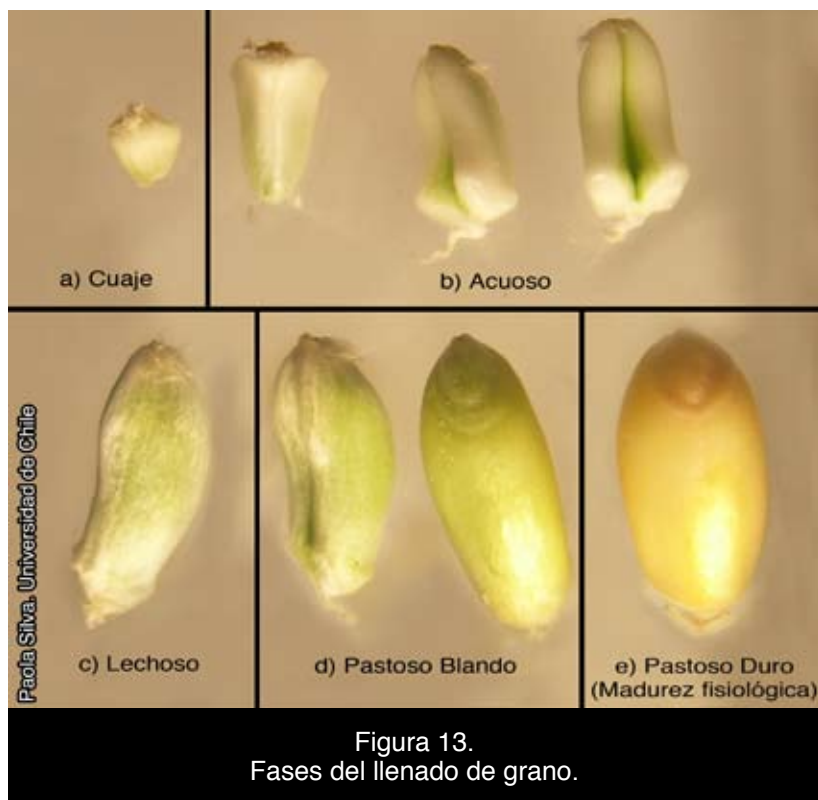 a) Cuaje
b) Acuoso
Paola Silva. Universidad de Chile
c) Lechoso
d) Pastoso Blando
e) Pastoso Duro
(Madurez fisiológica)
Figura 13.
Fases del llenado de grano.